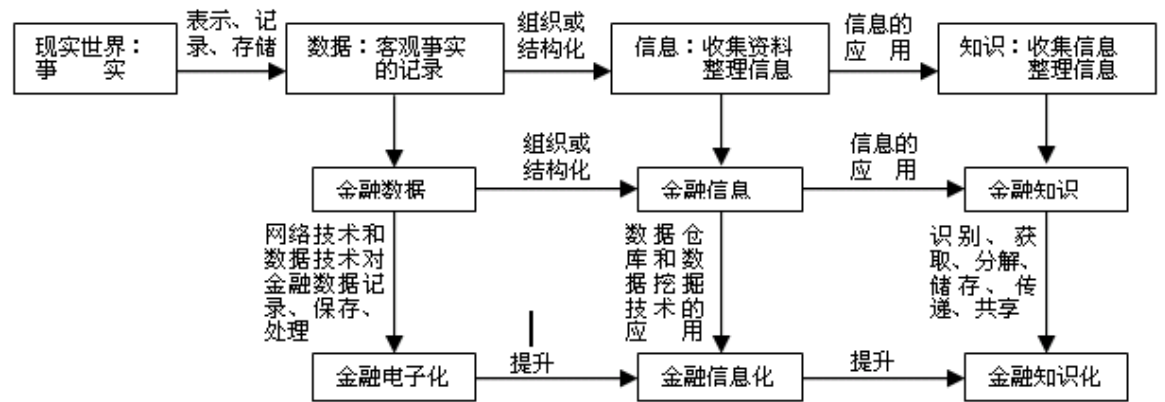 表示、记
录、存储
组织或
结构化
信息的
应 用
现实世界：
事 实
数据：客观事实
的记录
信息：收集资料
整理信息
知识：收集信息
整理信息
组织或
结构化
信息的
应 用
金融数据
金融信息
金融知识
网络技术和
数据技术对
金融数据记
录、保存、
处理
数据仓
库和数
据挖掘
技术的
应 用
识别、获
取、分解、
储存、传
递、共享
提升
提升
金融电子化
金融信息化
金融知识化